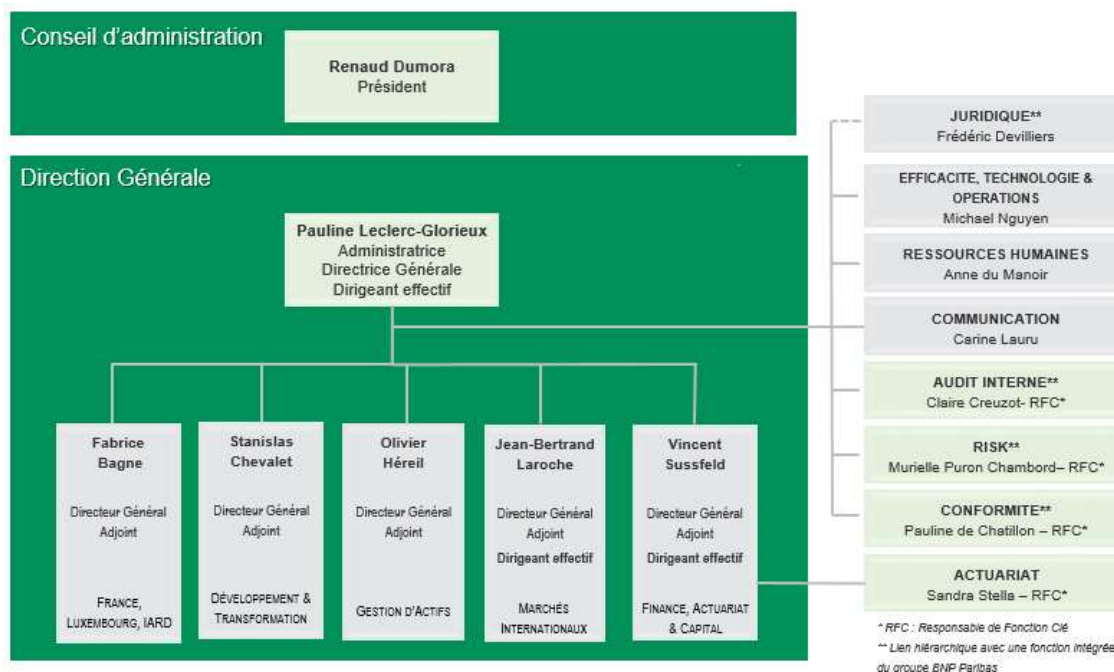 Conseil d'administration
Renaud Dumora
Président
Direction Générale
Pauline Leclerc-Glorieux
Administratrice
Directrice Générale
Dirigeant effectif
Fabrice
Bagne
Directeur Général
Adjoint
FRANCE,
LUXEMBOURG, IARD
Stanislas
Chevalet
Directeur Général
Adjoint
DÉVELOPPEMENT &
TRANSFORMATION
Olivier
Héreil
Directeur Général
Adjoint
GESTION D'ACTIFS
Jean-Bertrand
Laroche
Directeur Général
Adjoint
Dirigeant effectif
MARCHÉS
INTERNATIONAUX
Vincent
Sussfeld
Directeur Général
Adjoint
Dirigeant effectif
FINANCE, ACTUARIAT
& CAPITAL
JURIDIQUE**
Frédéric Devilliers
EFFICACITE, TECHNOLOGIE &
OPERATIONS
Michael Nguyen
RESSOURCES HUMAINES
Anne du Manoir
COMMUNICATION
Carine Lauru
AUDIT INTERNE**
Claire Creuzot- RFC*
RISK**
Murielle Puron Chambord– RFC*
CONFORMITE**
Pauline de Chatillon – RFC*
ACTUARIAT
Sandra Stella – RFC*
* RFC : Responsable de Fonction Clé
** Lien hiérarchique avec une fonction intégrée
du groupe BNP Paribas